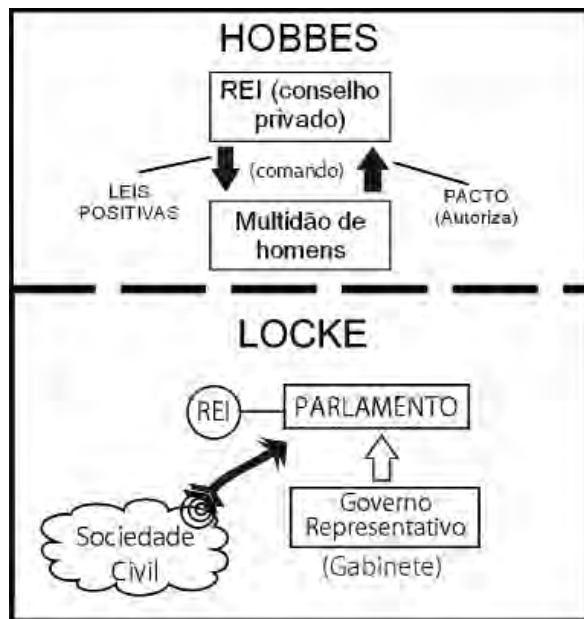 HOBBES
REI (conselho
privado)
(comando)
LEIS
POSITIVAS
PACTO
(Autoriza)
Multidão de
homens
LOCKE
REI
PARLAMENTO
Sociedade
Civil
Governo
Representativo
(Gabinete)